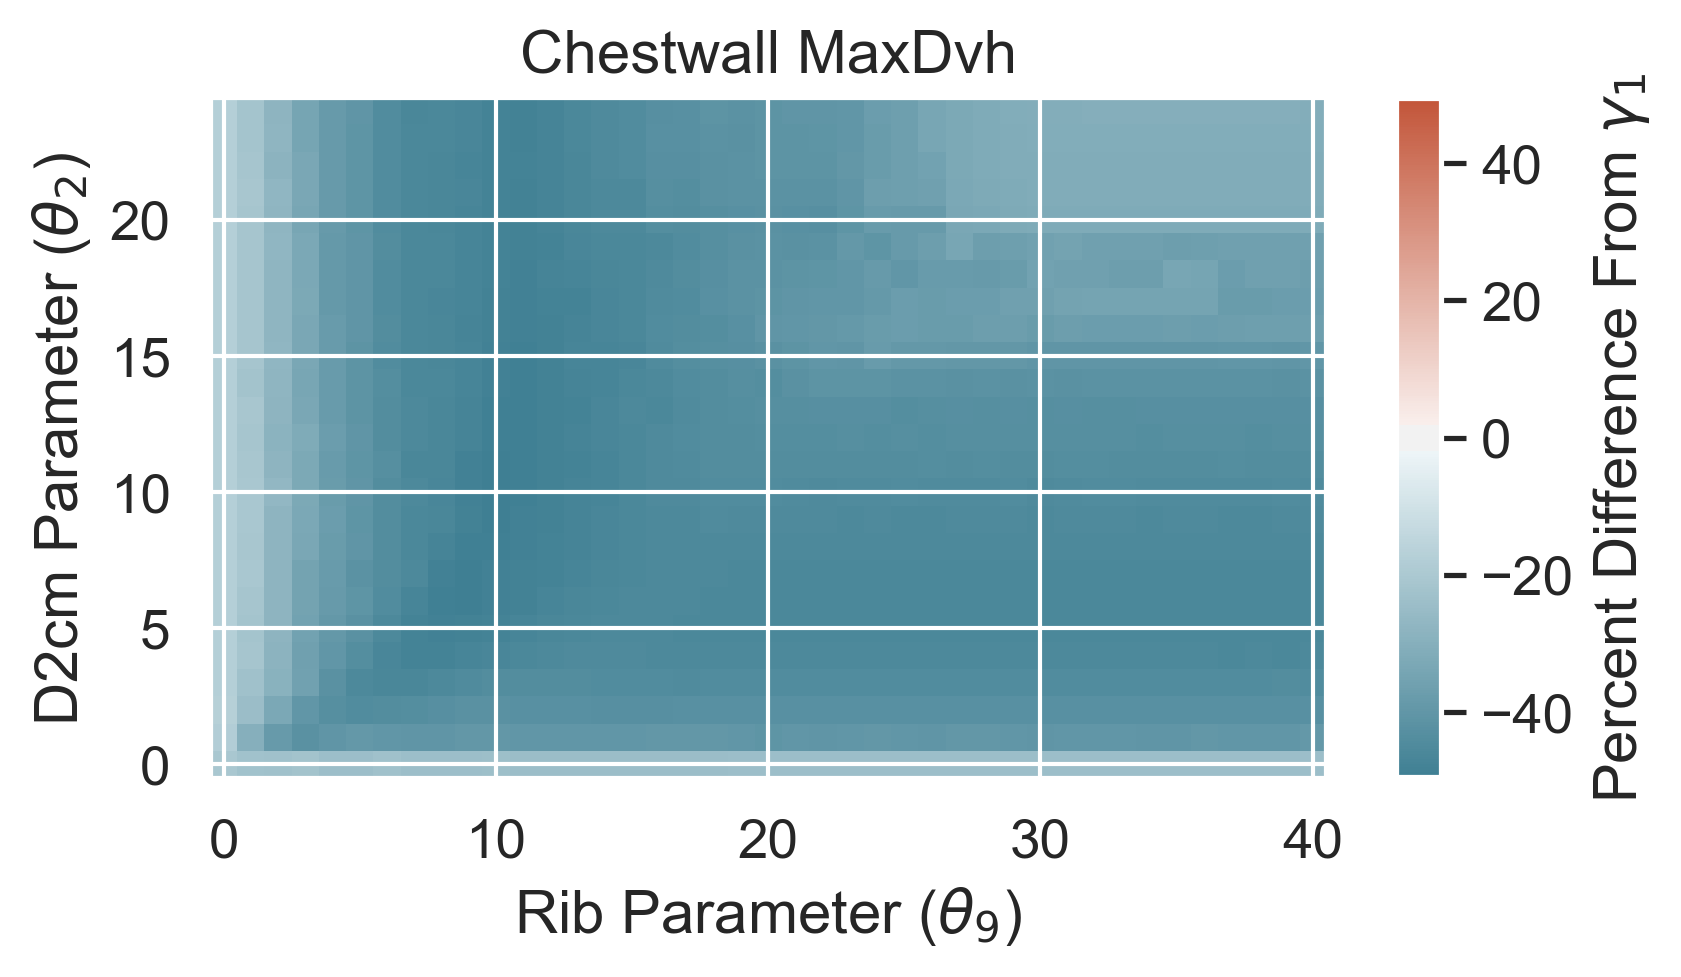 Chestwall MaxDvh
D2cm Parameter (θ₂)
20
15
10
5
0
0 10 20 30 40
Rib Parameter (θ₉)
40
20
0
−20
−40
Percent Difference From γ₁